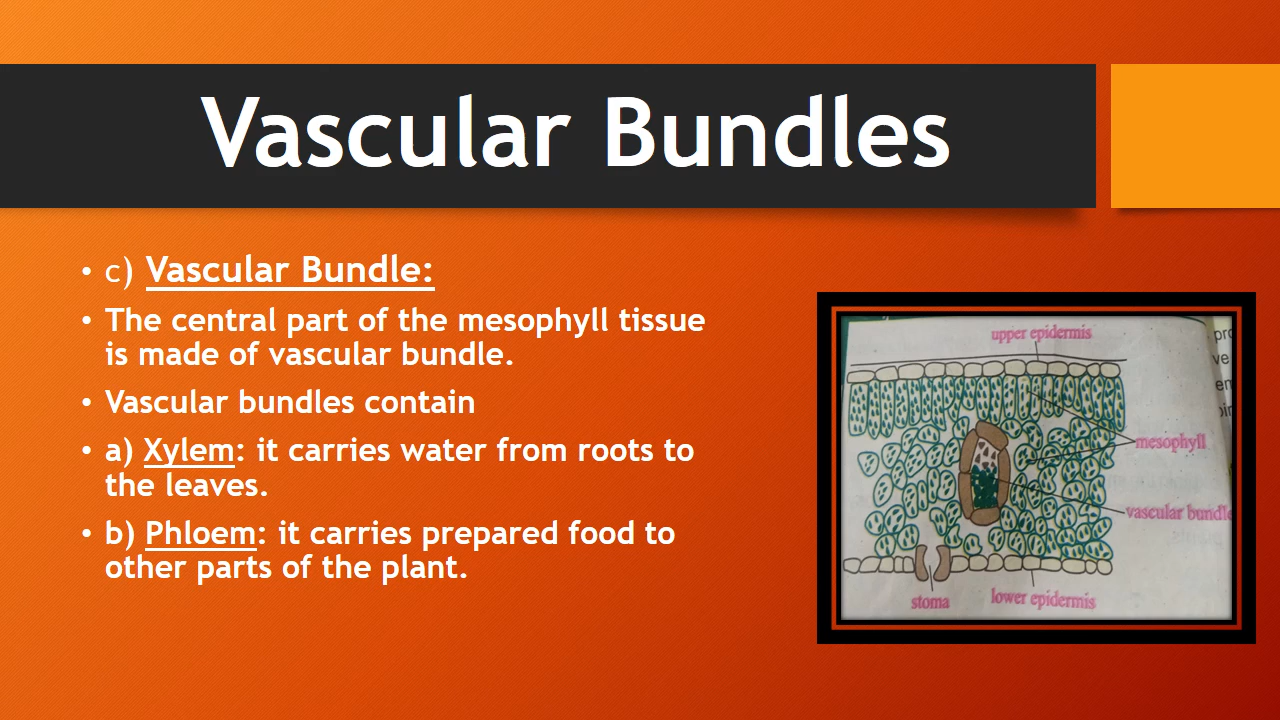 Vascular Bundles
• c) Vascular Bundle:
• The central part of the mesophyll tissue
is made of vascular bundle.
• Vascular bundles contain
• a) Xylem: it carries water from roots to
the leaves.
• b) Phloem: it carries prepared food to
other parts of the plant.
upper epidermis
mesophyll
vascular bundle
stoma
lower epidermis